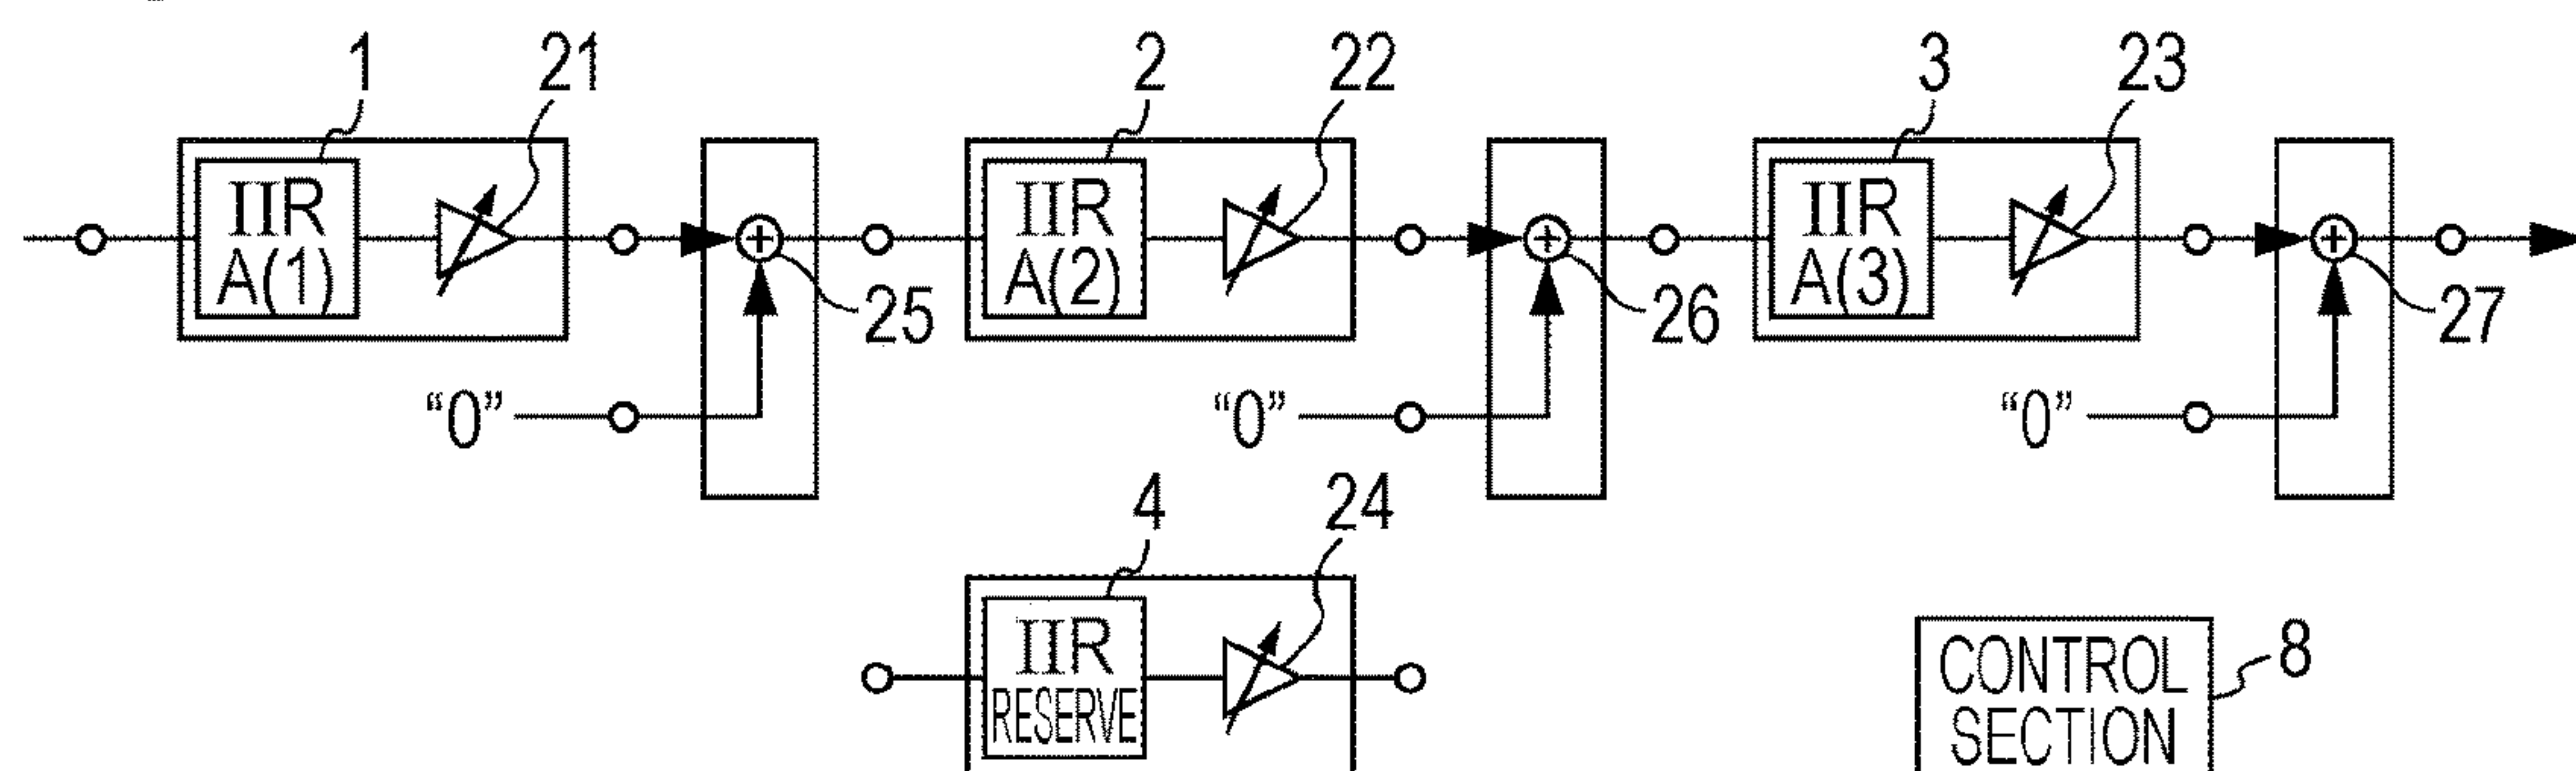 1 21 2 22 3 23
IIR IIR IIR
A(1) A(2) A(3)
25 26 27
“0” “0” “0”
4 24
IIR
RESERVE
CONTROL
SECTION
8